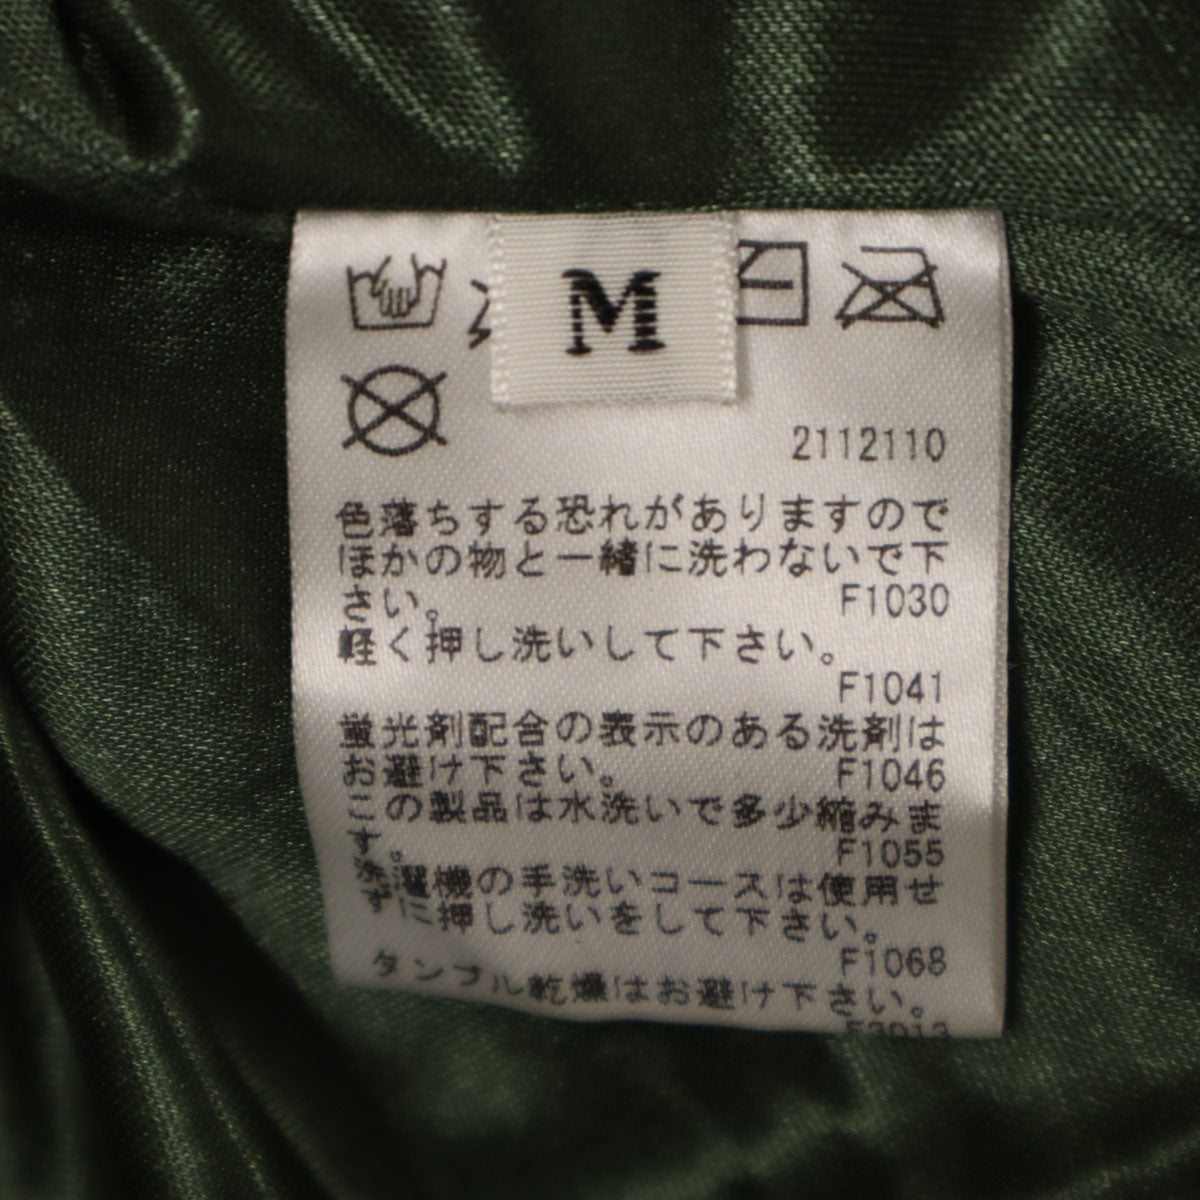 M
2112110
色落ちする恐れがありますので
ほかの物と一緒に洗わないで下
さい。 F1030
軽く押し洗いして下さい。
F1041
蛍光剤配合の表示のある洗剤は
お避け下さい。 F1046
この製品は水洗いで多少縮みま
す。 F1055
洗濯機の手洗いコースは使用せ
ずに押し洗いをして下さい。
F1068
タンブル乾燥はお避け下さい。